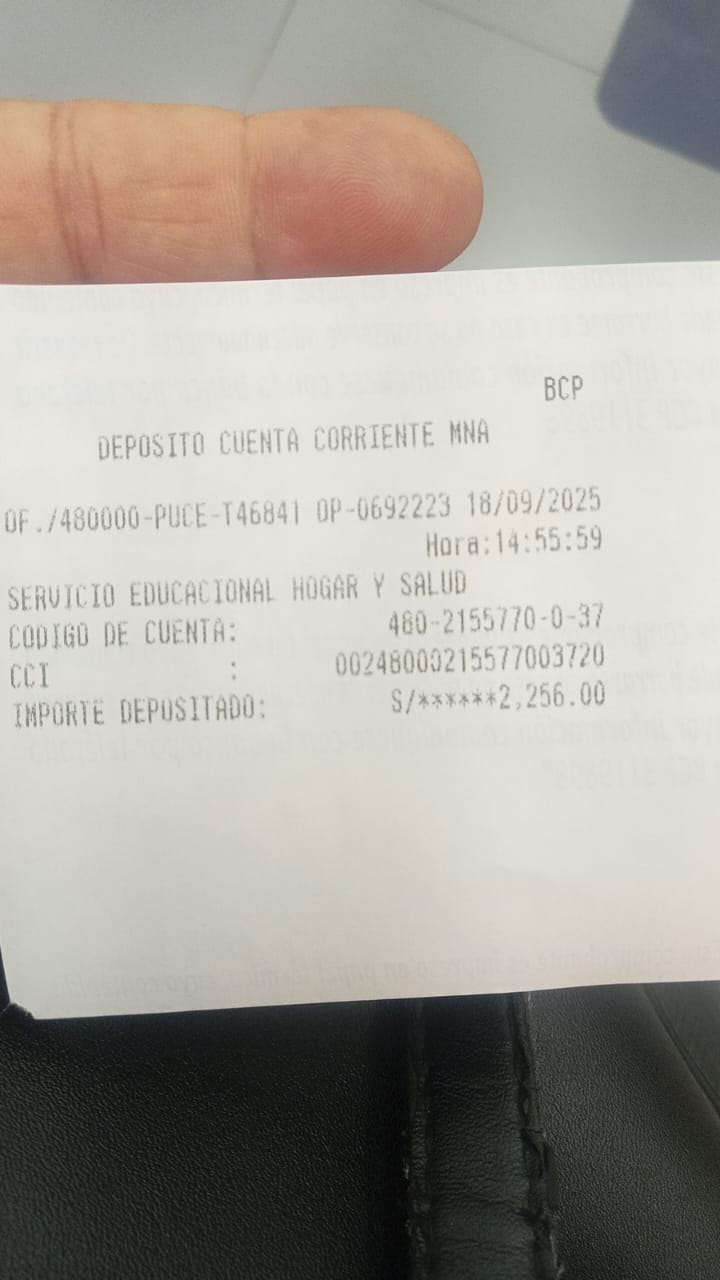 BCP
DEPOSITO CUENTA CORRIENTE MNA
OF./480000-PUCE-T46841 OP-0692223 18/09/2025
Hora:14:55:59
SERVICIO EDUCACIONAL HOGAR Y SALUD
CODIGO DE CUENTA: 480-2155770-0-37
CCI : 00248000215577003720
IMPORTE DEPOSITADO: S/******2,256.00